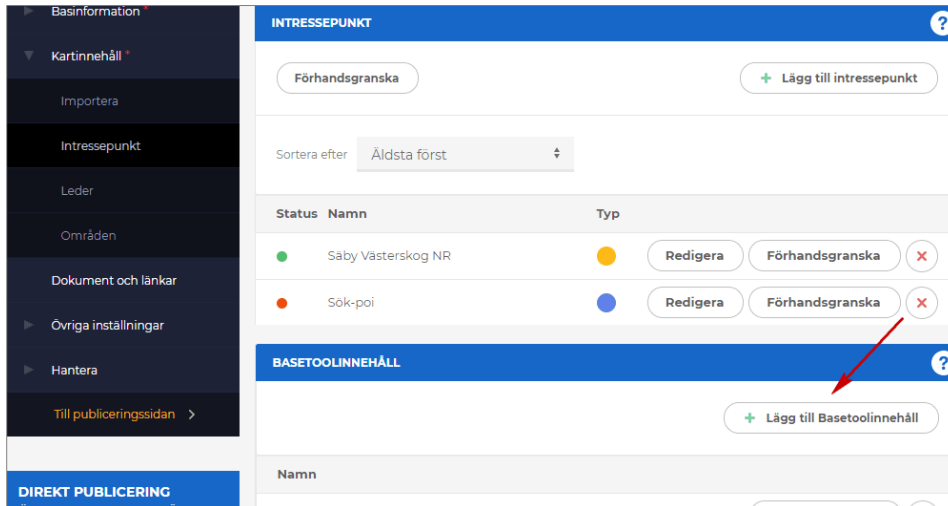 Basinformation *
Kartinnehåll *
Importera
Intressepunkt
Leder
Områden
Dokument och länkar
Övriga inställningar
Hantera
Till publiceringssidan >
DIREKT PUBLICERING
INTRESSEPUNKT ?
Förhandsgranska + Lägg till intressepunkt
Sortera efter Äldsta först
Status Namn Typ
Säby Västerskog NR Redigera Förhandsgranska ×
Sök-poi Redigera Förhandsgranska ×
BASETOOLINNEHÅLL ?
+ Lägg till Basetoolinnehåll
Namn